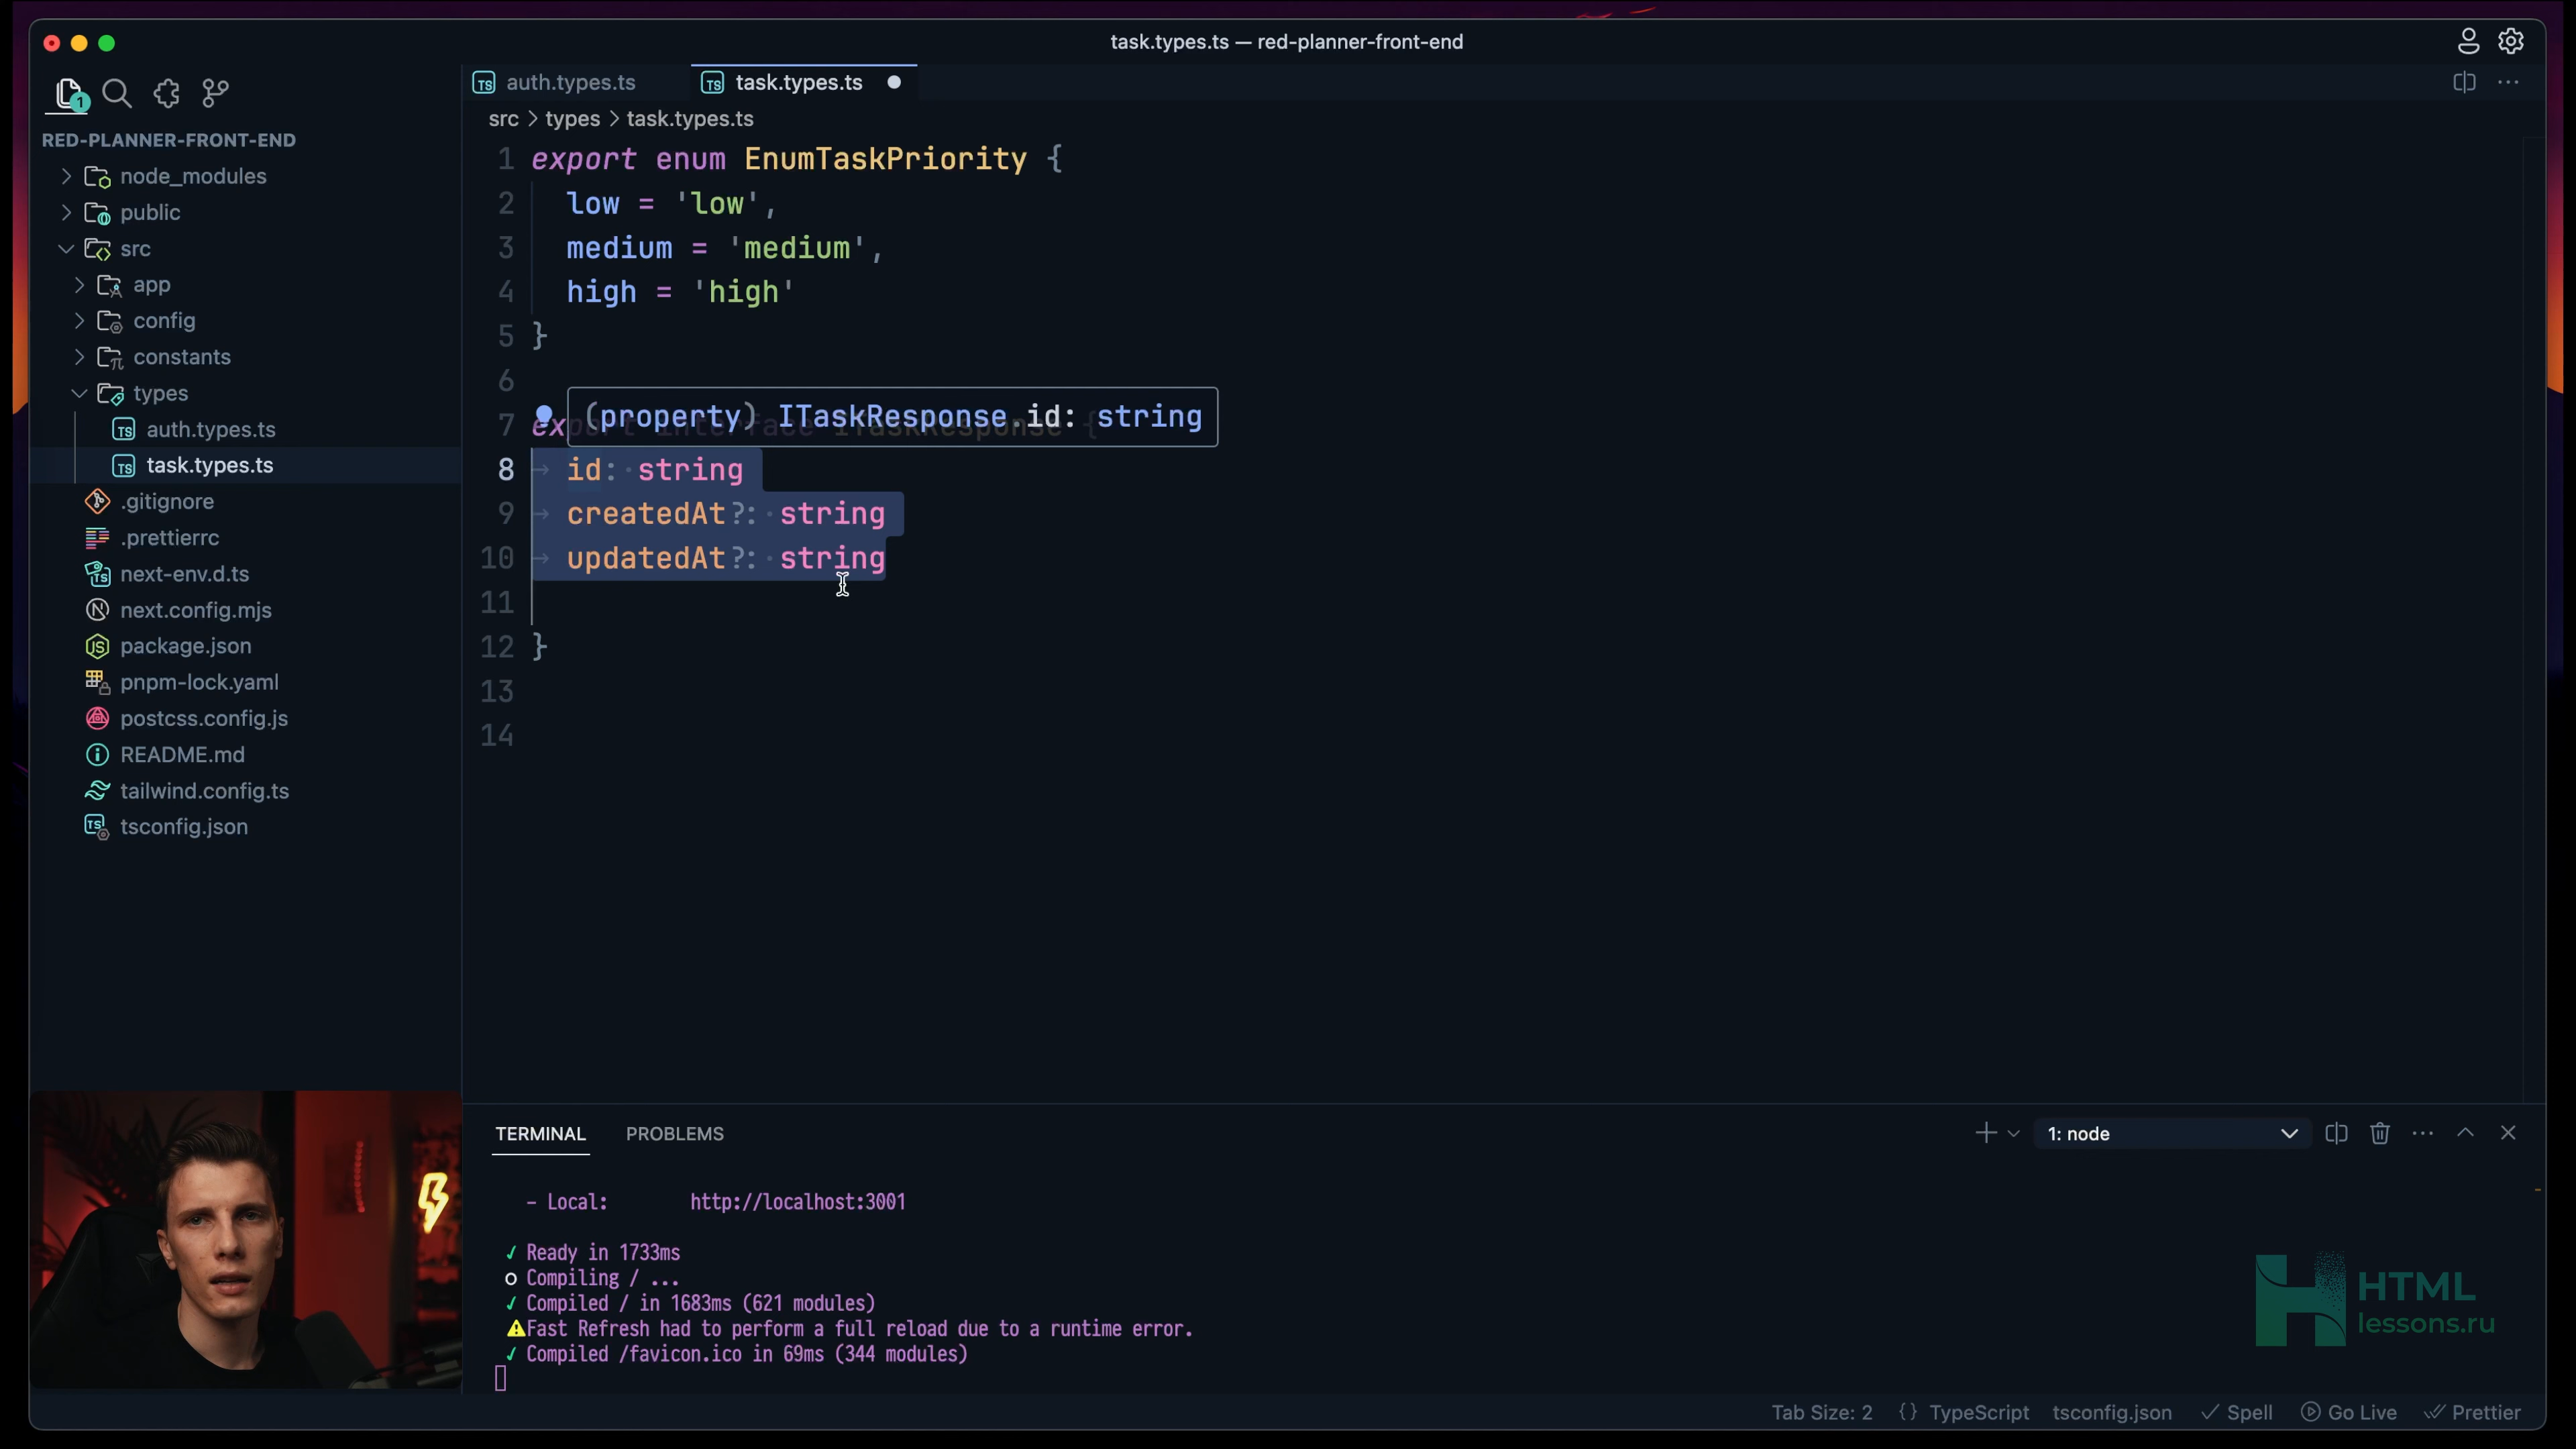 task.types.ts — red-planner-front-end
1
RED-PLANNER-FRONT-END
node_modules
public
src
app
config
constants
types
auth.types.ts
task.types.ts
.gitignore
.prettierrc
next-env.d.ts
next.config.mjs
package.json
pnpm-lock.yaml
postcss.config.js
README.md
tailwind.config.ts
tsconfig.json
auth.types.ts
task.types.ts
src > types > task.types.ts
1 export enum EnumTaskPriority {
2 low = 'low',
3 medium = 'medium',
4 high = 'high'
5 }
6
(property) ITaskResponse.id: string
7 export interface ITaskResponse {
8 id: string
9 createdAt?: string
10 updatedAt?: string
11
12 }
13
14
TERMINAL PROBLEMS
1: node
- Local: http://localhost:3001
✓ Ready in 1733ms
○ Compiling / ...
✓ Compiled / in 1683ms (621 modules)
⚠Fast Refresh had to perform a full reload due to a runtime error.
✓ Compiled /favicon.ico in 69ms (344 modules)
HTML
lessons.ru
Tab Size: 2 {} TypeScript tsconfig.json ✓ Spell Go Live Prettier